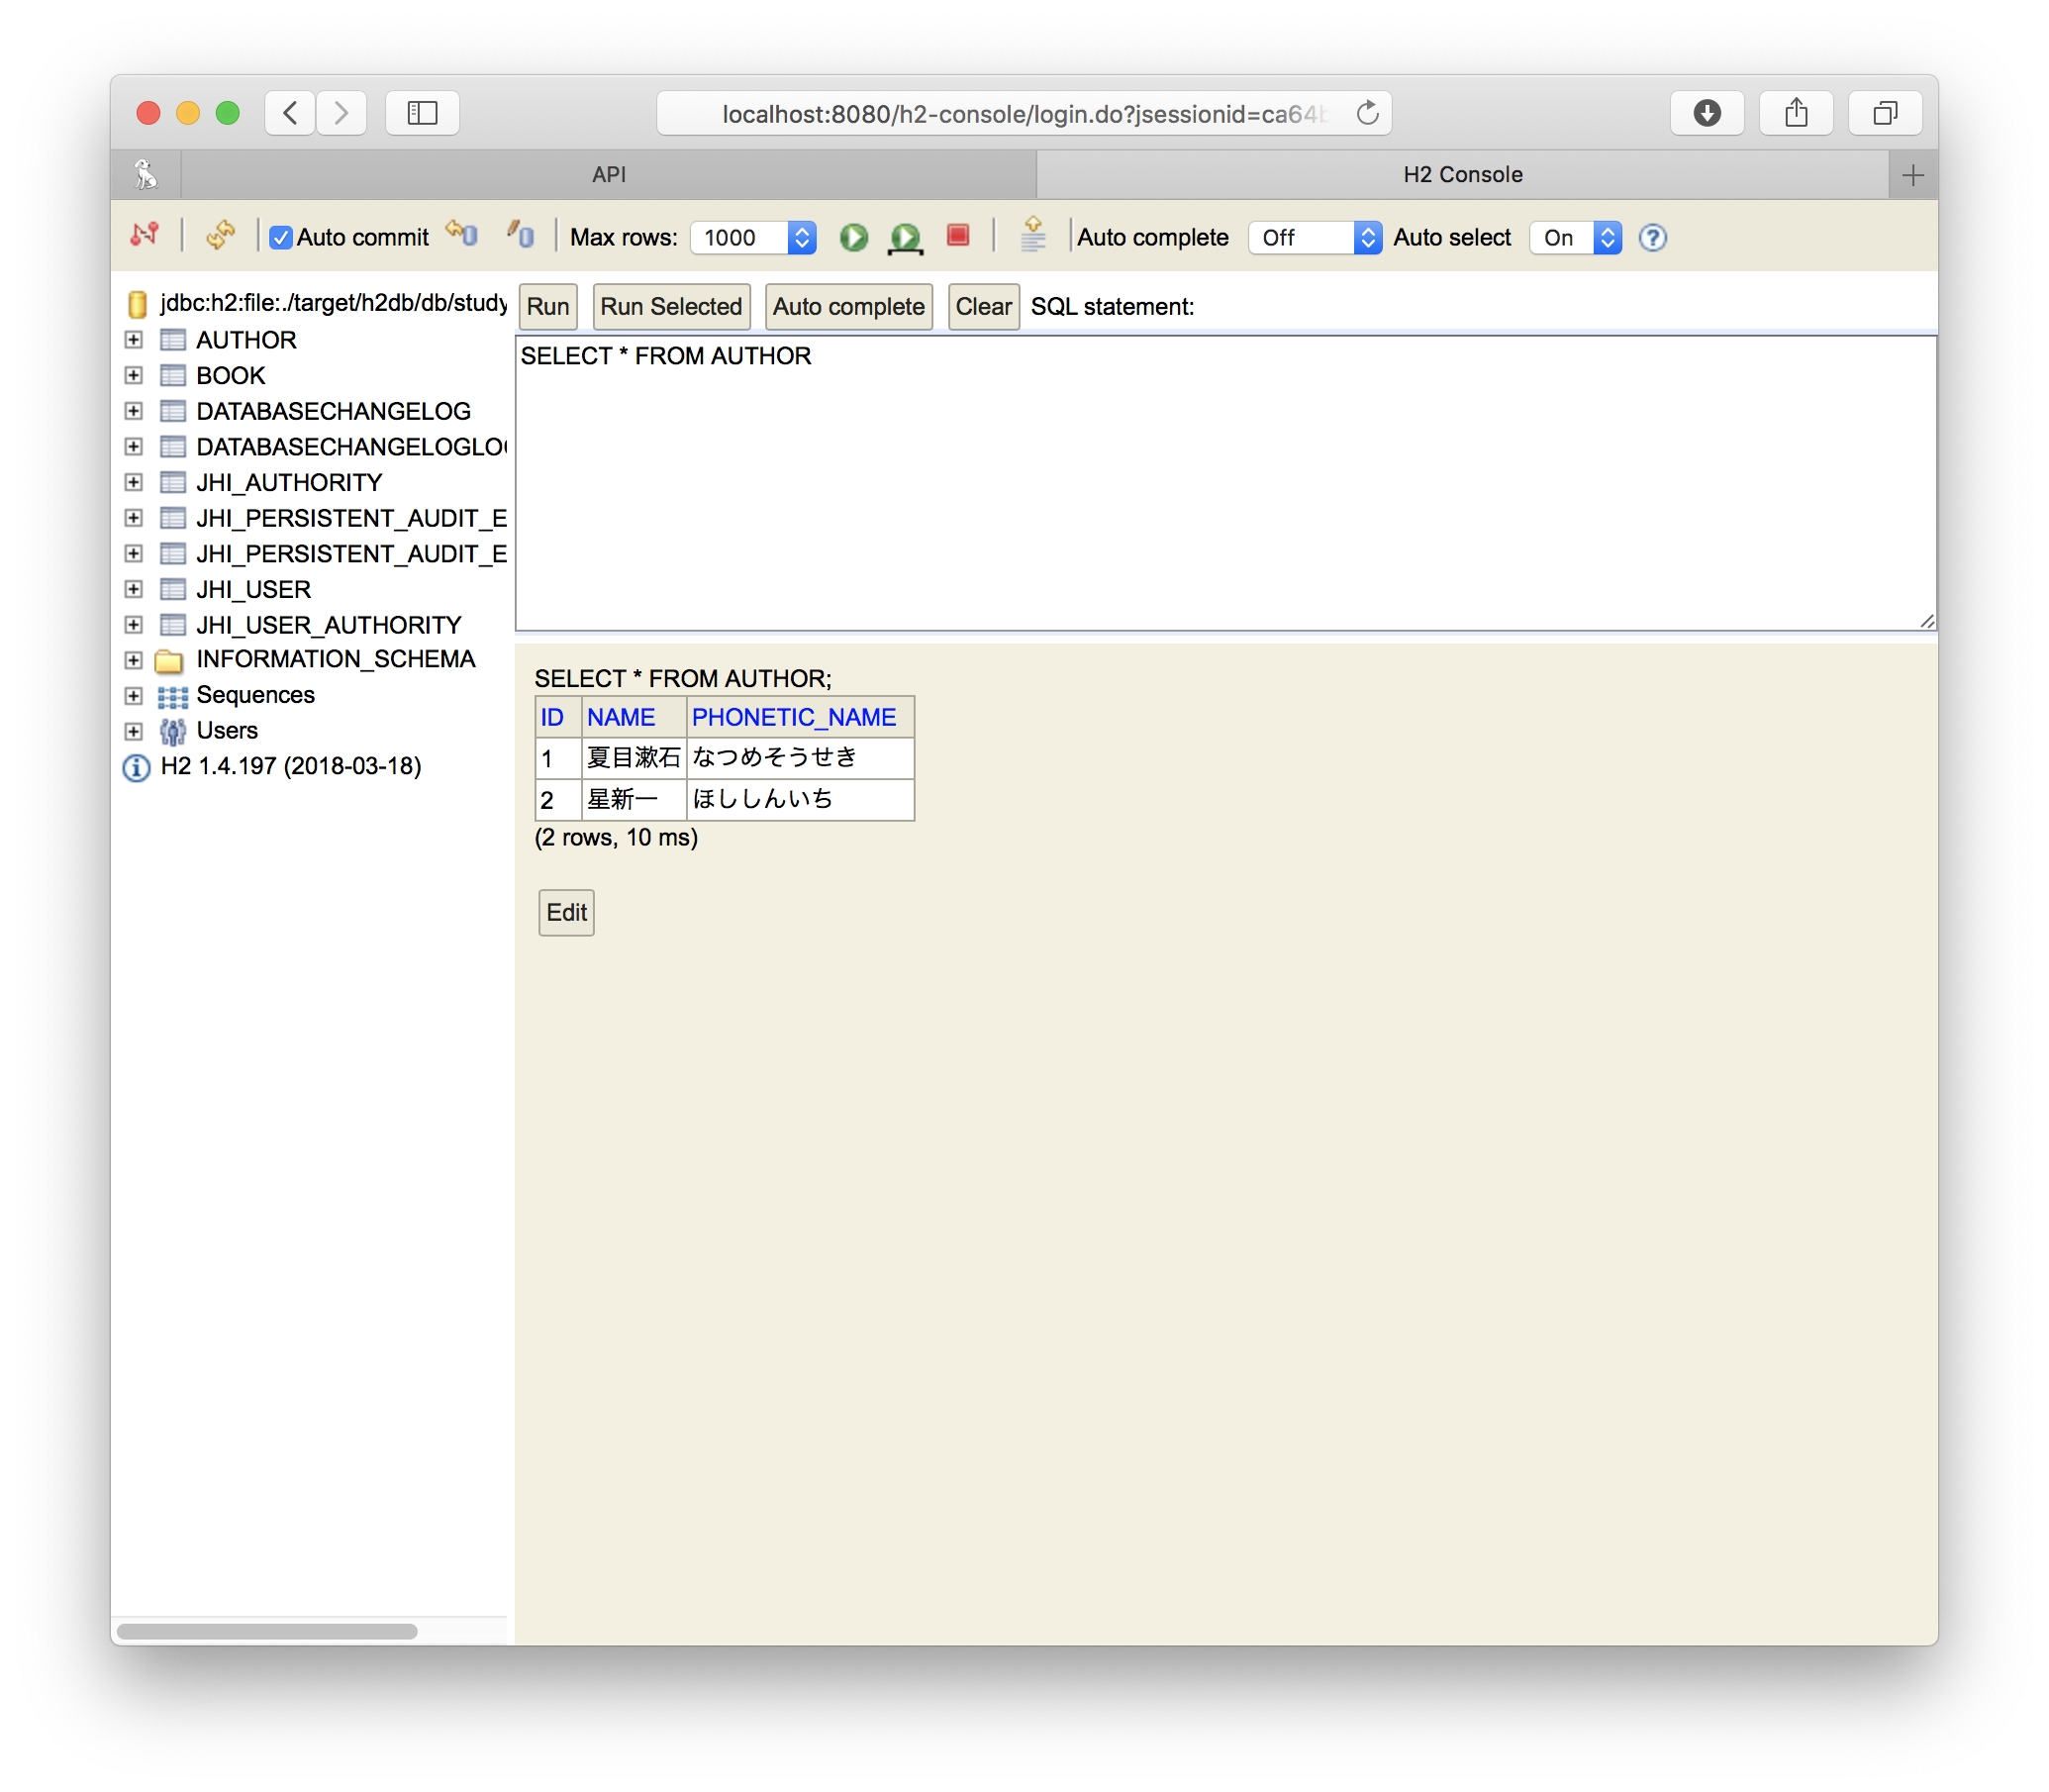 localhost:8080/h2-console/login.do?jsessionid=ca64
API
H2 Console
Auto commit
Max rows: 1000
Auto complete Off
Auto select On
jdbc:h2:file:./target/h2db/db/study
AUTHOR
BOOK
DATABASECHANGELOG
DATABASECHANGELOGLO
JHI_AUTHORITY
JHI_PERSISTENT_AUDIT_E
JHI_PERSISTENT_AUDIT_E
JHI_USER
JHI_USER_AUTHORITY
INFORMATION_SCHEMA
Sequences
Users
H2 1.4.197 (2018-03-18)
Run Run Selected Auto complete Clear SQL statement:
SELECT * FROM AUTHOR
SELECT * FROM AUTHOR;
ID NAME PHONETIC_NAME
1 夏目漱石 なつめそうせき
2 星新一 ほししんいち
(2 rows, 10 ms)
Edit